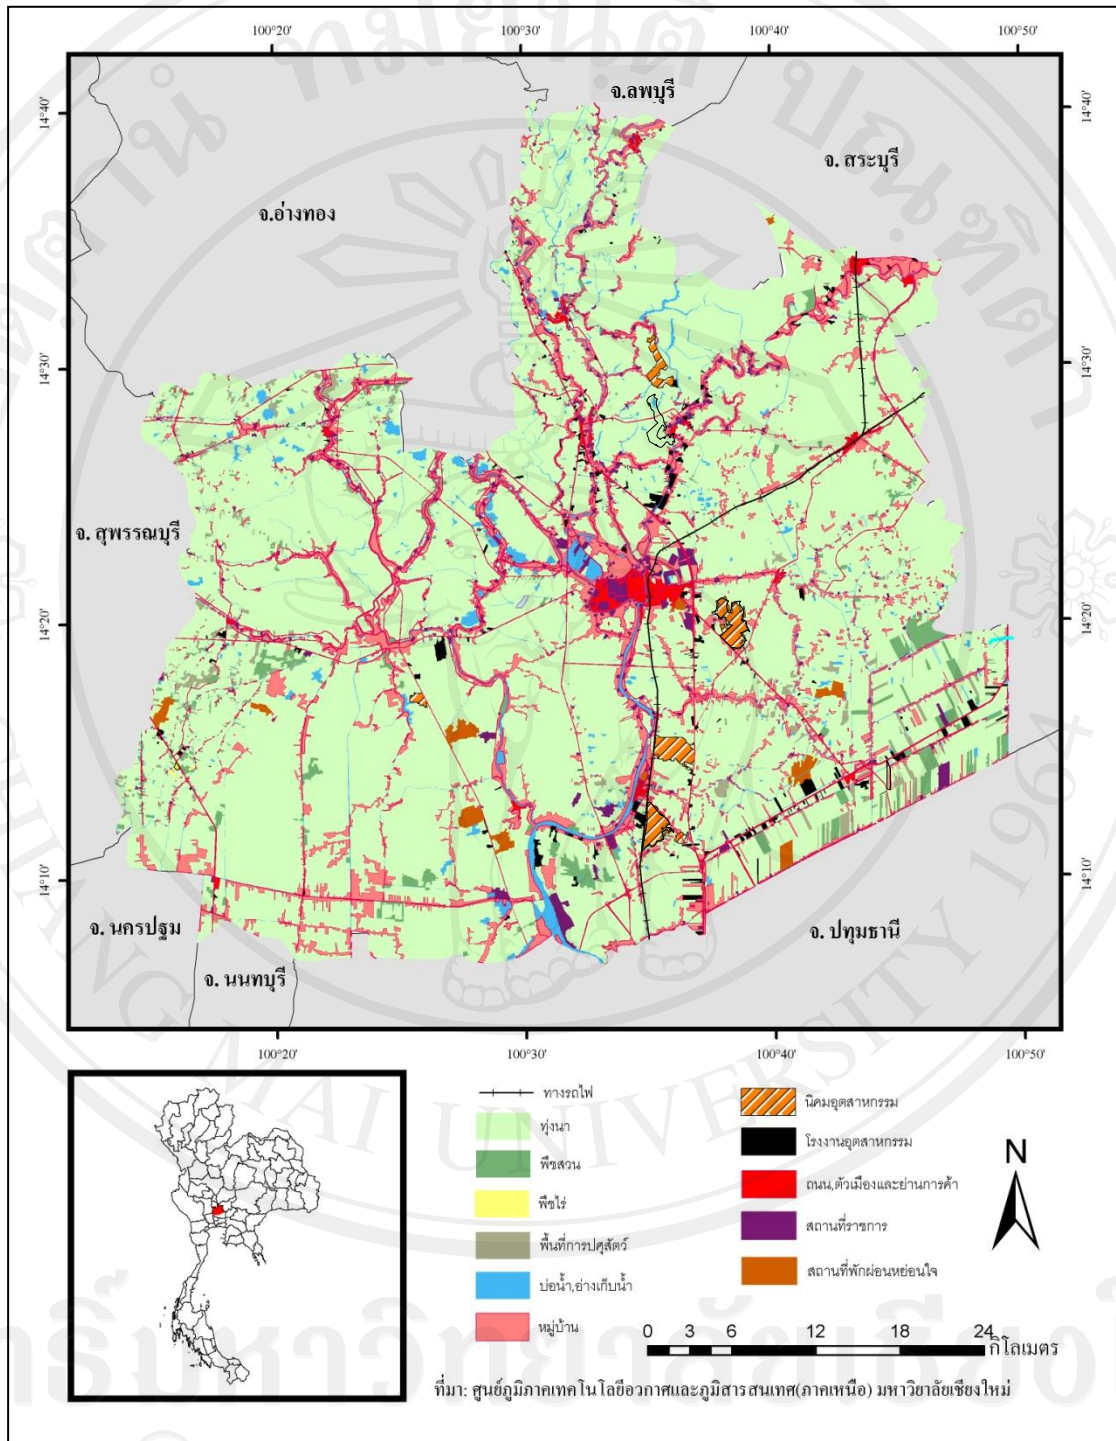 100°20' 100°30' 100°40' 100°50'
14°40' 14°40'
จ.ลพบุรี
จ. สระบุรี
จ.อ่างทอง
14°30' 14°30'
จ. สุพรรณบุรี
14°20' 14°20'
14°10' 14°10'
จ. นครปฐม
จ. ปทุมธานี
จ. นนทบุรี
100°20' 100°30' 100°40' 100°50'
ทางรถไฟ
ทุ่งนา
พืชสวน
พืชไร่
พื้นที่การปศุสัตว์
บ่อน้ำ,อ่างเก็บน้ำ
หมู่บ้าน
นิคมอุตสาหกรรม
โรงงานอุตสาหกรรม
ถนน,ตัวเมืองและย่านการค้า
สถานที่ราชการ
สถานที่พักผ่อนหย่อนใจ
N
0 3 6 12 18 24
กิโลเมตร
ที่มา: ศูนย์ภูมิภาคเทคโนโลยีอวกาศและภูมิสารสนเทศ(ภาคเหนือ) มหาวิทยาลัยเชียงใหม่
CHIANG MAI UNIVERSITY 1964